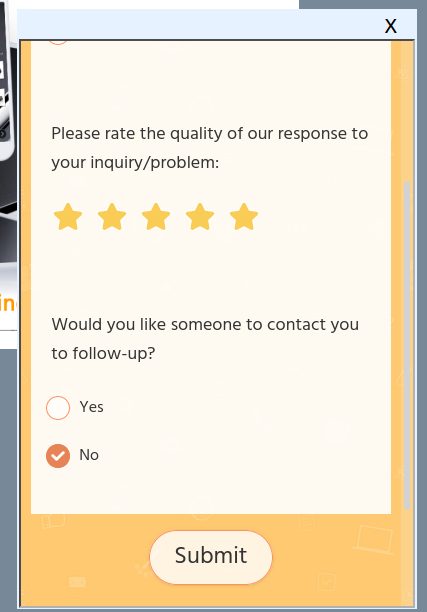 X
Please rate the quality of our response to
your inquiry/problem:
Would you like someone to contact you
to follow-up?
Yes
No
Submit